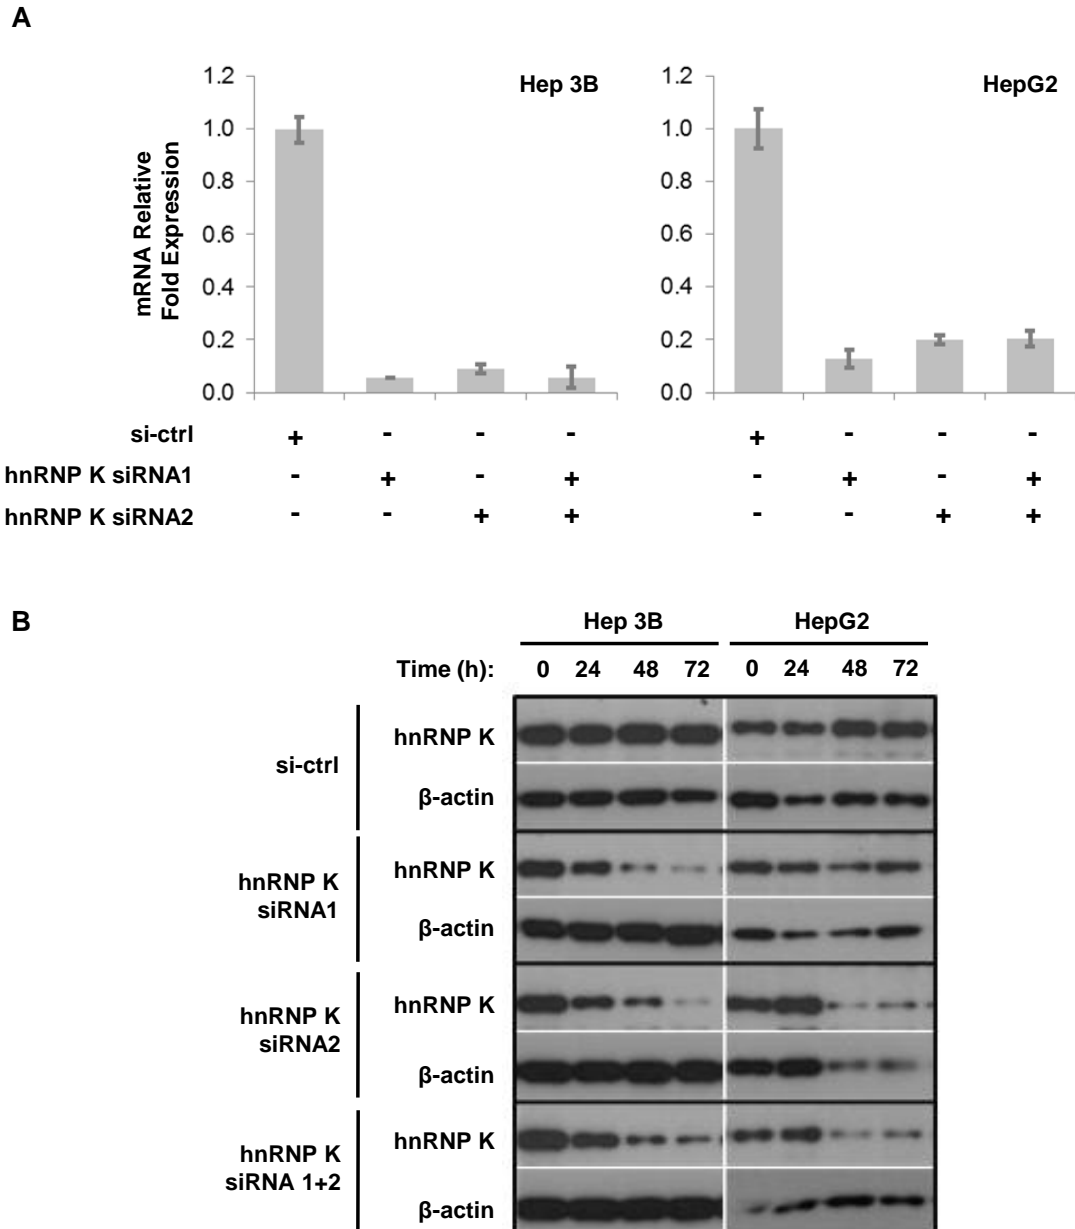 A
Hep 3B
HepG2
mRNA Relative
Fold Expression
1.2
1.0
0.8
0.6
0.4
0.2
0.0
1.2
1.0
0.8
0.6
0.4
0.2
0.0
si-ctrl + - - - + - - -
hnRNP K siRNA1 - + - + - + - +
hnRNP K siRNA2 - - + + - - + +
B
Hep 3B HepG2
Time (h): 0 24 48 72 0 24 48 72
si-ctrl
hnRNP K
β-actin
hnRNP K
siRNA1
hnRNP K
β-actin
hnRNP K
siRNA2
hnRNP K
β-actin
hnRNP K
siRNA 1+2
hnRNP K
β-actin